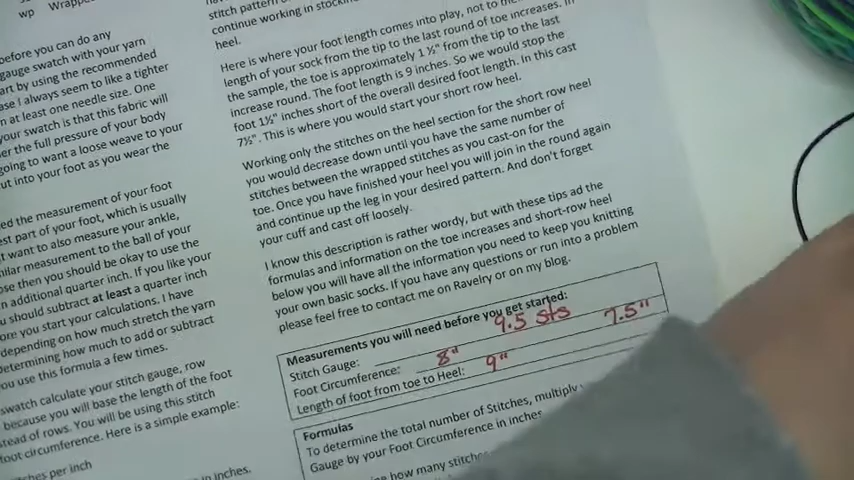 wp Wrappe
before you can do any
gauge swatch with your yarn
art by using the recommended
ase I always seem to like a tighter
n at least one needle size. One
your swatch is that this fabric will
er the full pressure of your body
going to want a loose weave to your
ut into your foot as you wear the
ed the measurement of your foot
est part of your foot, which is usually
t want to also measure your ankle,
milar measurement to the ball of your
ose then you should be okay to use the
n additional quarter inch. If you like your
u should subtract at least a quarter inch
ore you start your calculations. I have
depending on how much stretch the yarn
determining how much to add or subtract
ou use this formula a few times.
swatch calculate your stitch gauge, row
because you will base the length of the foot
stead of rows. You will be using this stitch
foot circumference. Here is a simple example:
ches per inch
in inches.
stitch pattern
continue working in stockin
heel.
Here is where your foot length comes into play, not to
length of your sock from the tip to the last round of toe increases. In
the sample, the toe is approximately 1 ½" from the tip to the last
increase round. The foot length is 9 inches. So we would stop the
foot 1½" inches short of the overall desired foot length. In this cast
7½". This is where you would start your short row heel.
Working only the stitches on the heel section for the short row heel
you would decrease down until you have the same number of
stitches between the wrapped stitches as you cast-on for the
toe. Once you have finished your heel you will join in the round again
and continue up the leg in your desired pattern. And don't forget
your cuff and cast off loosely.
I know this description is rather wordy, but with these tips ad the
formulas and information on the toe increases and short-row heel
below you will have all the information you need to keep you knitting
your own basic socks. If you have any questions or run into a problem
please feel free to contact me on Ravelry or on my blog.
Measurements you will need before you get started:
Stitch Gauge: 9.5 sts
Foot Circumference: 8" 7.5"
Length of foot from toe to Heel: 9"
Formulas
To determine the total number of Stitches, multiply
Gauge by your Foot Circumference in inches
how many stitches